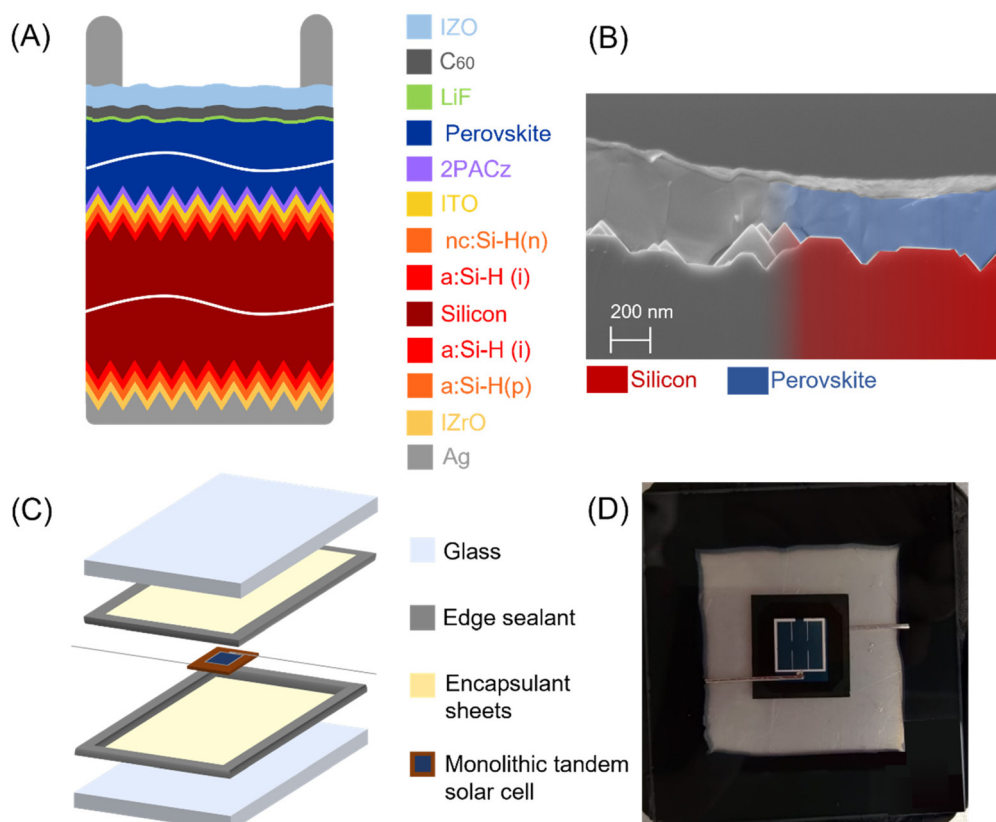 (A)
IZO
C60
LiF
Perovskite
2PACz
ITO
nc:Si-H(n)
a:Si-H (i)
Silicon
a:Si-H (i)
a:Si-H(p)
IZrO
Ag
(B)
200 nm
Silicon
Perovskite
(C)
Glass
Edge sealant
Encapsulant
sheets
Monolithic tandem
solar cell
(D)